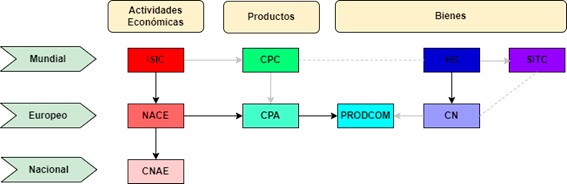 Actividades
Económicas
Productos
Bienes
Mundial
ISIC
CPC
HS
SITC
Europeo
NACE
CPA
PRODCOM
CN
Nacional
CNAE